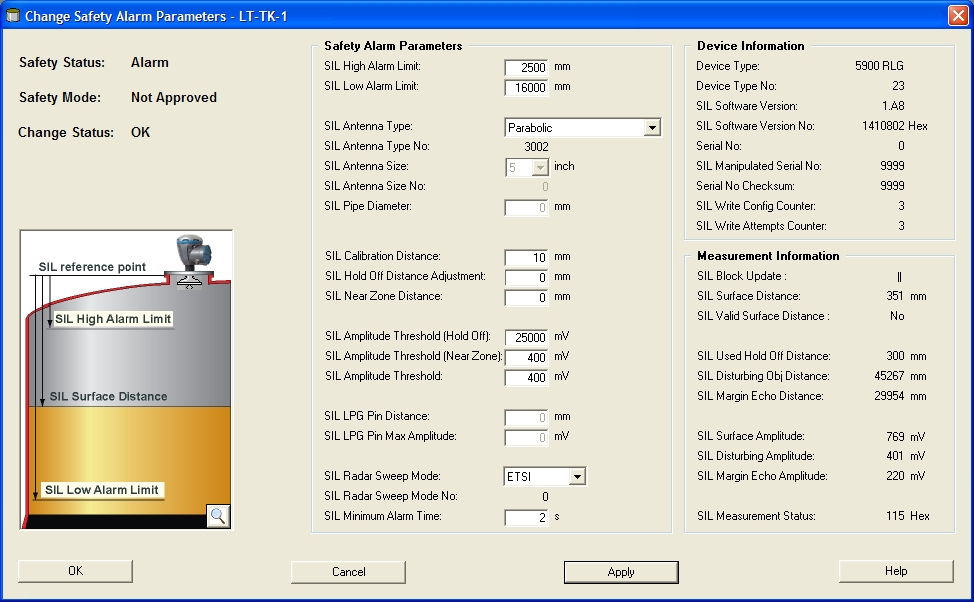 Change Safety Alarm Parameters - LT-TK-1
Safety Status: Alarm
Safety Mode: Not Approved
Change Status: OK
SIL reference point
SIL High Alarm Limit
SIL Surface Distance
SIL Low Alarm Limit
Safety Alarm Parameters
SIL High Alarm Limit: 2500 mm
SIL Low Alarm Limit: 16000 mm
SIL Antenna Type: Parabolic
SIL Antenna Type No: 3002
SIL Antenna Size: 5 inch
SIL Antenna Size No: 0
SIL Pipe Diameter: 0 mm
SIL Calibration Distance: 10 mm
SIL Hold Off Distance Adjustment: 0 mm
SIL Near Zone Distance: 0 mm
SIL Amplitude Threshold (Hold Off): 25000 mV
SIL Amplitude Threshold (Near Zone): 400 mV
SIL Amplitude Threshold: 400 mV
SIL LPG Pin Distance: 0 mm
SIL LPG Pin Max Amplitude: 0 mV
SIL Radar Sweep Mode: ETSI
SIL Radar Sweep Mode No: 0
SIL Minimum Alarm Time: 2 s
Device Information
Device Type: 5900 RLG
Device Type No: 23
SIL Software Version: 1.A8
SIL Software Version No: 1410802 Hex
Serial No: 0
SIL Manipulated Serial No: 9999
Serial No Checksum: 9999
SIL Write Config Counter: 3
SIL Write Attempts Counter: 3
Measurement Information
SIL Block Update : ||
SIL Surface Distance: 351 mm
SIL Valid Surface Distance : No
SIL Used Hold Off Distance: 300 mm
SIL Disturbing Obj Distance: 45267 mm
SIL Margin Echo Distance: 29954 mm
SIL Surface Amplitude: 769 mV
SIL Disturbing Amplitude: 401 mV
SIL Margin Echo Amplitude: 220 mV
SIL Measurement Status: 115 Hex
OK
Cancel
Apply
Help